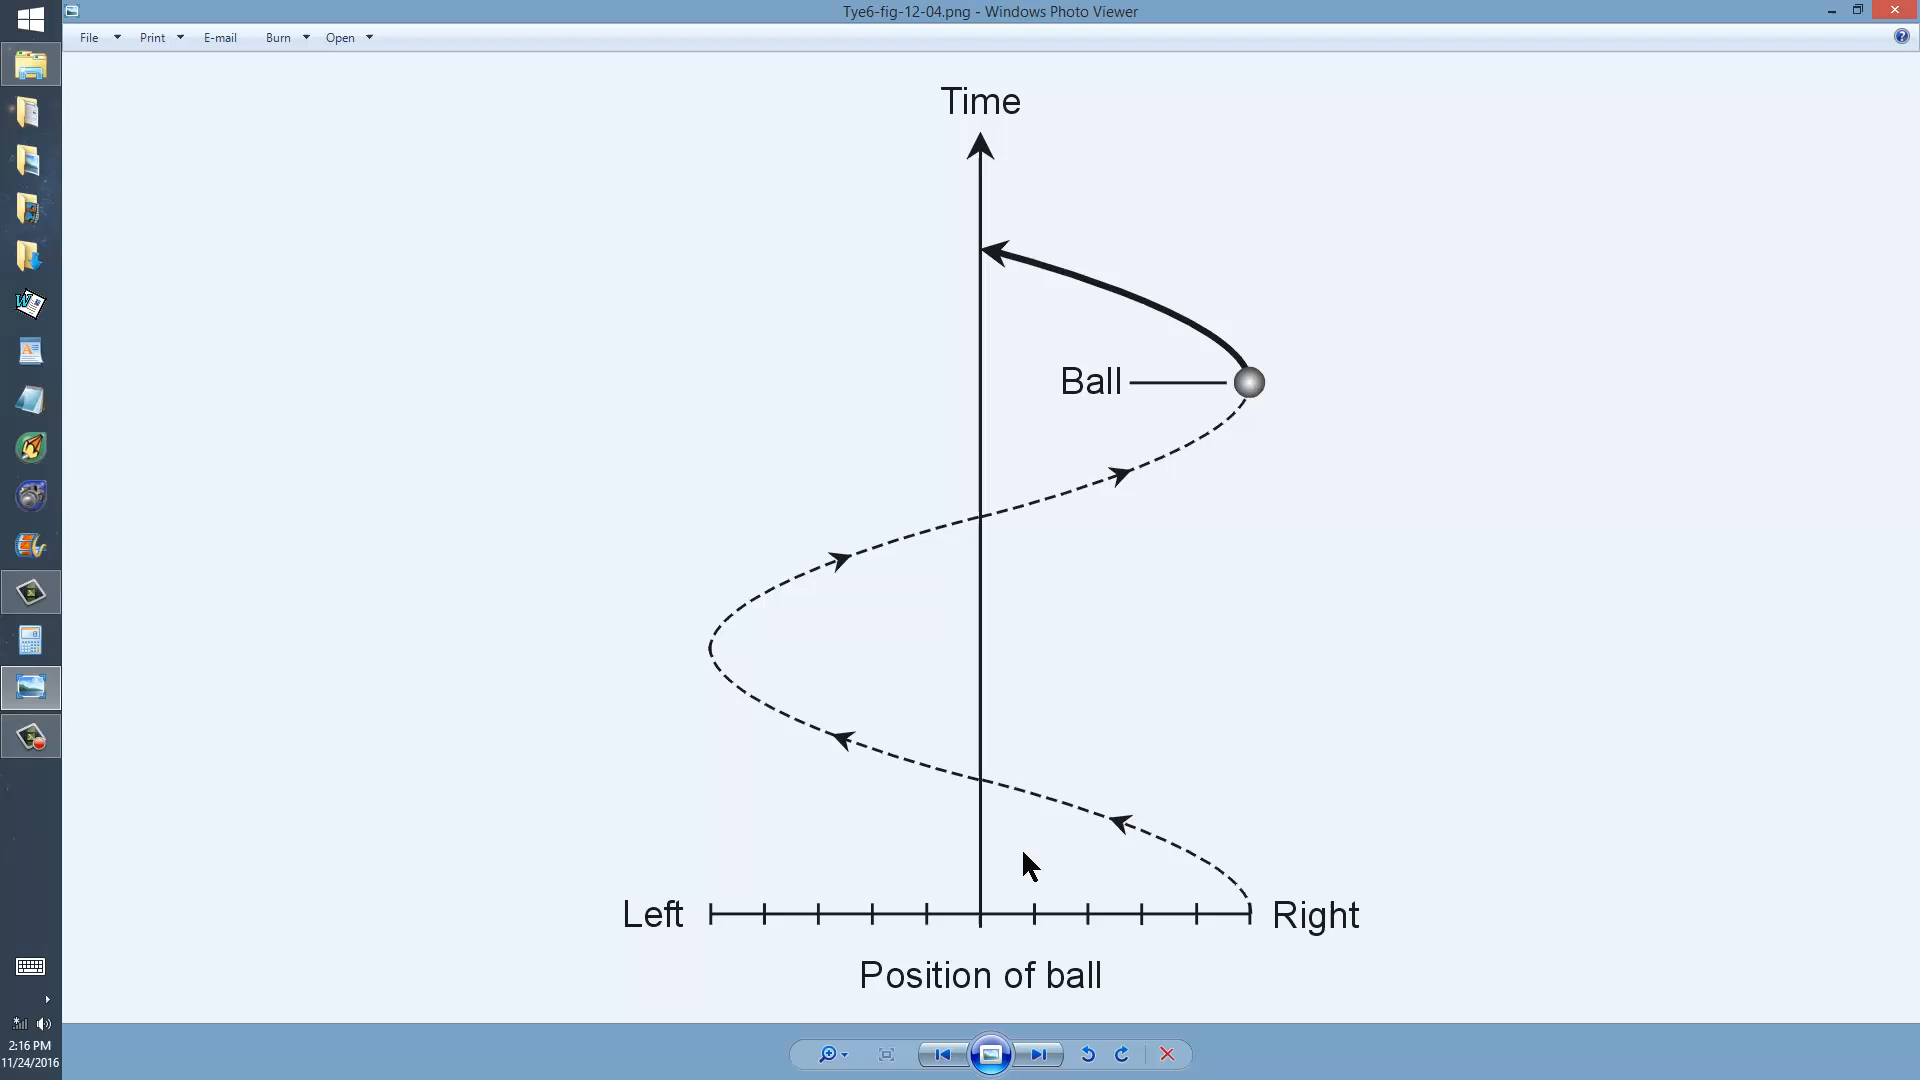 Tye6-fig-12-04.png - Windows Photo Viewer
File Print E-mail Burn Open
Time
Ball
Left Right
Position of ball
2:16 PM
11/24/2016